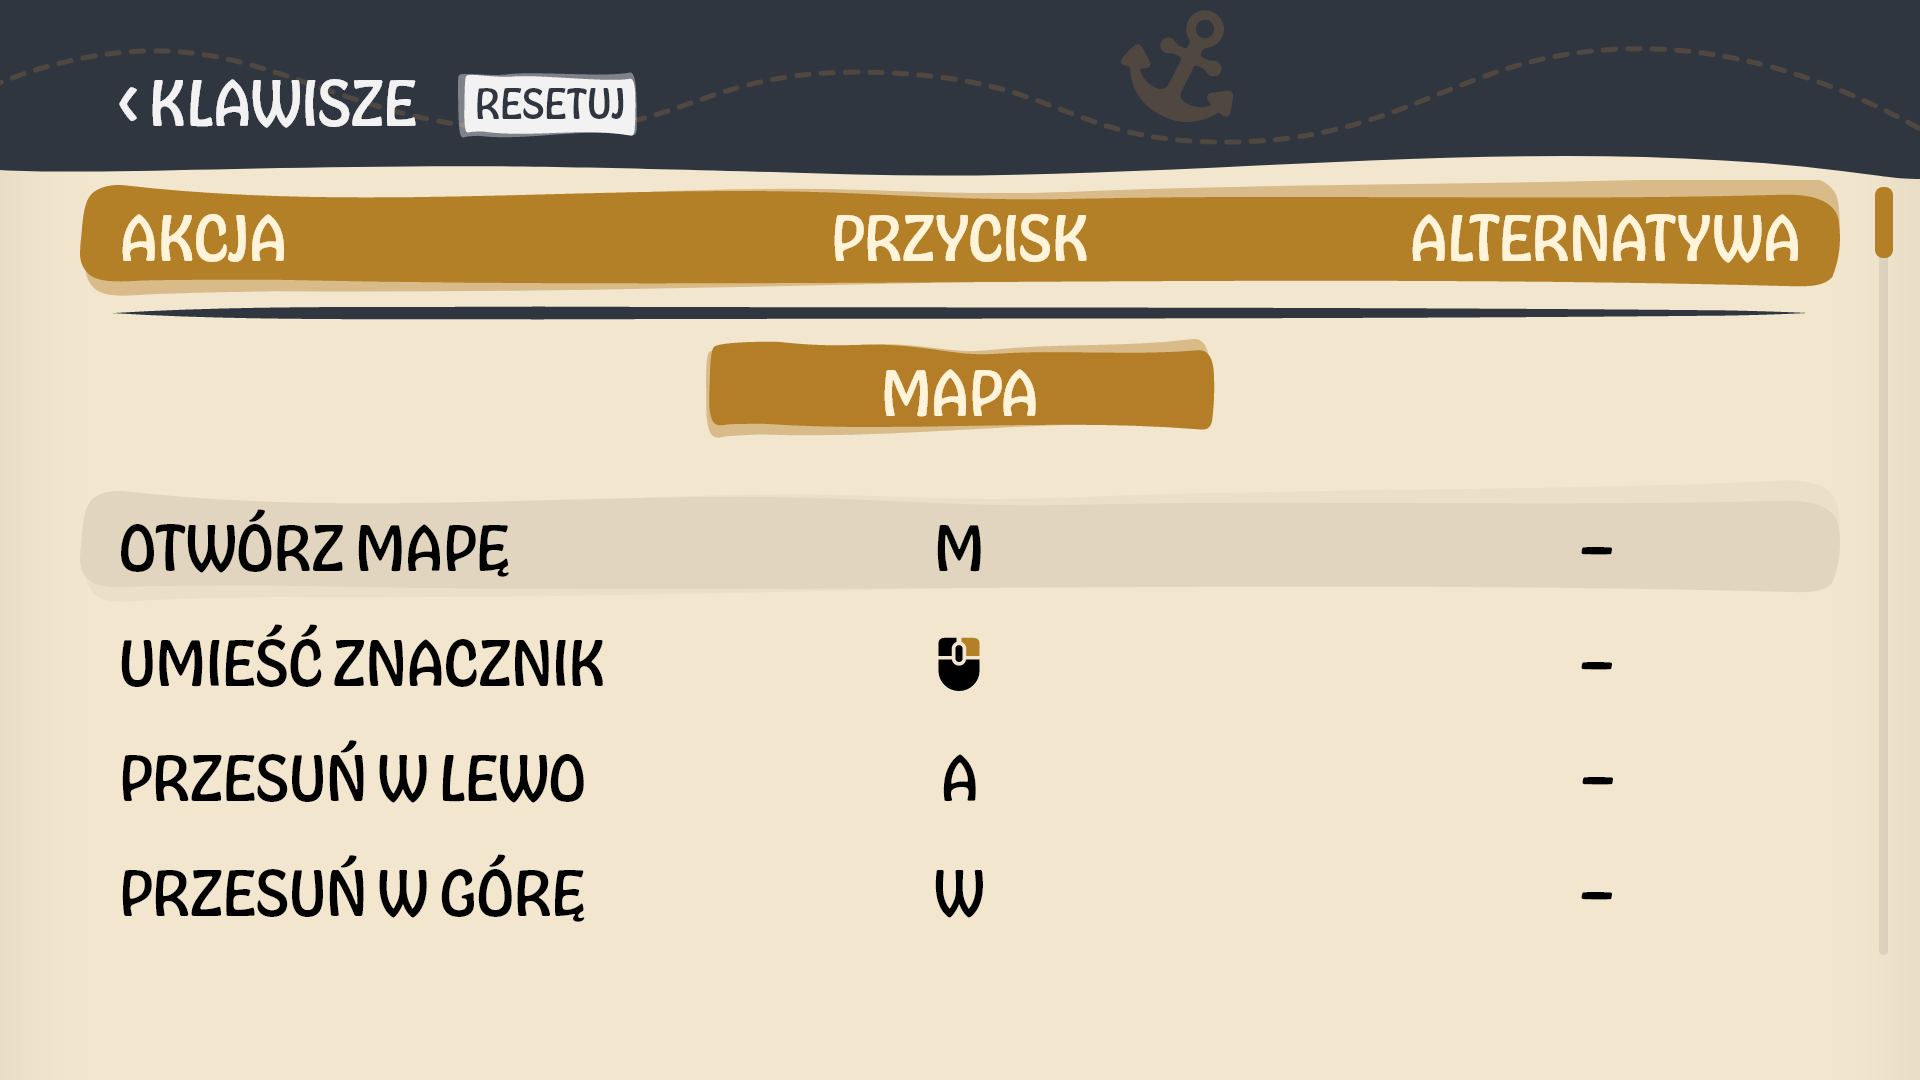 ‹ KLAWISZE RESETUJ
AKCJA PRZYCISK ALTERNATYWA
MAPA
OTWÓRZ MAPĘ M –
UMIEŚĆ ZNACZNIK –
PRZESUŃ W LEWO A –
PRZESUŃ W GÓRĘ W –